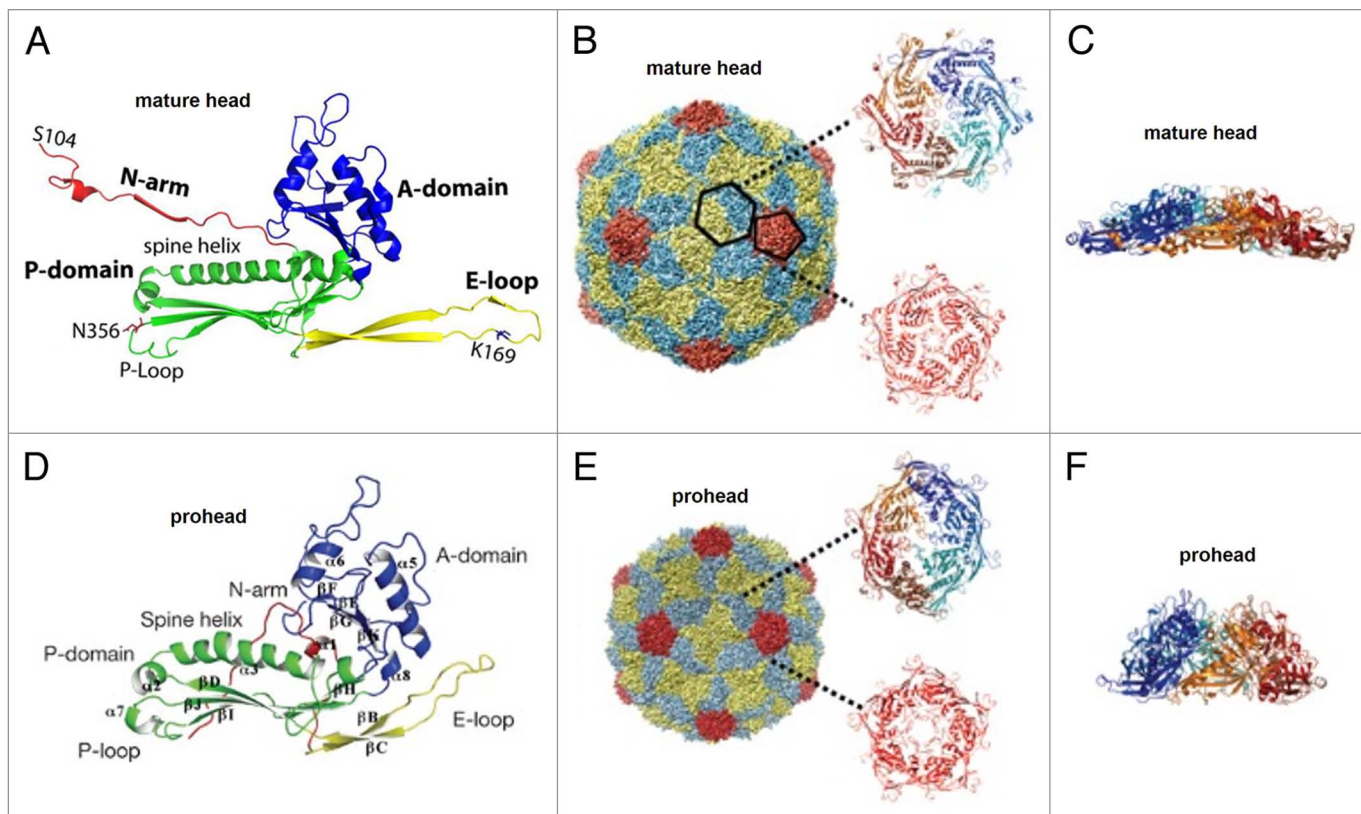 A
mature head
S104
N-arm
A-domain
spine helix
P-domain
E-loop
N356
K169
P-Loop
B
mature head
C
mature head
D
prohead
α6
α5
A-domain
N-arm
βF
βE
βG
βK
Spine helix
α1
P-domain
α3
α2
βD
βH
α8
α7
βJ
βI
βB
E-loop
P-loop
βC
E
prohead
F
prohead